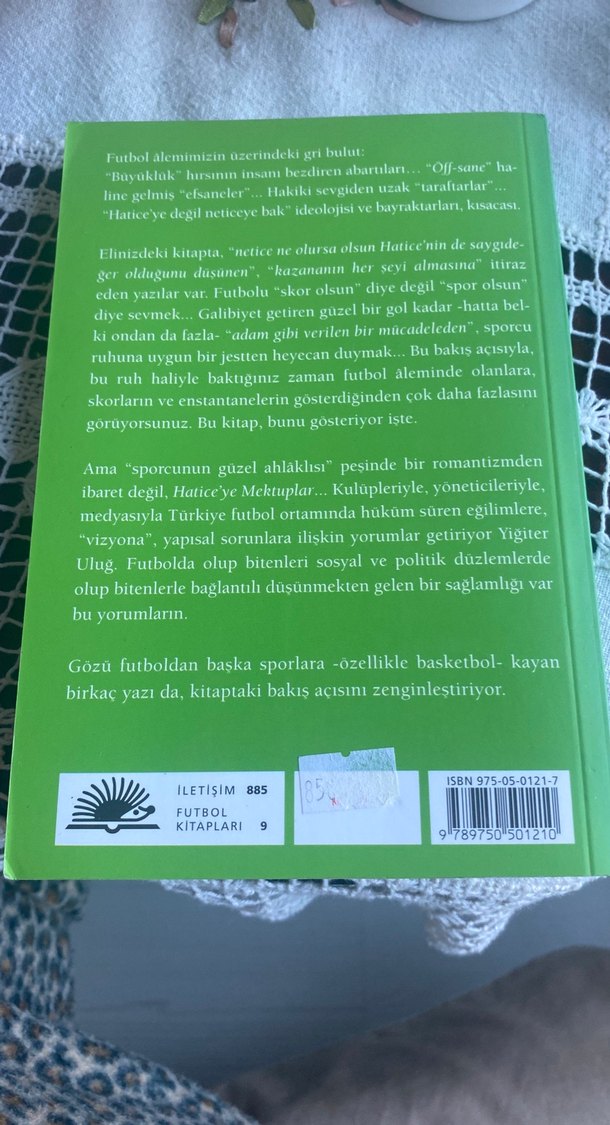 Futbol âlemimizin üzerindeki gri bulut:
"Büyüklük" hırsının insanı bezdiren abartıları... "Öff-sane" ha-
line gelmiş "efsaneler"... Hakiki sevgiden uzak "taraftarlar"...
"Hatice'ye değil neticeye bak" ideolojisi ve bayraktarları, kısacası.
Elinizdeki kitapta, "netice ne olursa olsun Hatice'nin de saygıde-
ğer olduğunu düşünen", "kazananın her şeyi almasına" itiraz
eden yazılar var. Futbolu "skor olsun" diye değil "spor olsun"
diye sevmek... Galibiyet getiren güzel bir gol kadar -hatta bel-
ki ondan da fazla- "adam gibi verilen bir mücadeleden", sporcu
ruhuna uygun bir jestten heyecan duymak... Bu bakış açısıyla,
bu ruh haliyle baktığınız zaman futbol âleminde olanlara,
skorların ve enstantanelerin gösterdiğinden çok daha fazlasını
görüyorsunuz. Bu kitap, bunu gösteriyor işte.
Ama "sporcunun güzel ahlâklısı" peşinde bir romantizmden
ibaret değil, Hatice'ye Mektuplar... Kulüpleriyle, yöneticileriyle,
medyasıyla Türkiye futbol ortamında hüküm süren eğilimlere,
"vizyona", yapısal sorunlara ilişkin yorumlar getiriyor Yiğiter
Uluğ. Futbolda olup bitenleri sosyal ve politik düzlemlerde
olup bitenlerle bağlantılı düşünmekten gelen bir sağlamlığı var
bu yorumların.
Gözü futboldan başka sporlara -özellikle basketbol- kayan
birkaç yazı da, kitaptaki bakış açısını zenginleştiriyor.
İLETİŞİM 885
FUTBOL
KİTAPLARI 9
ISBN 975-05-0121-7
9 789750 501210